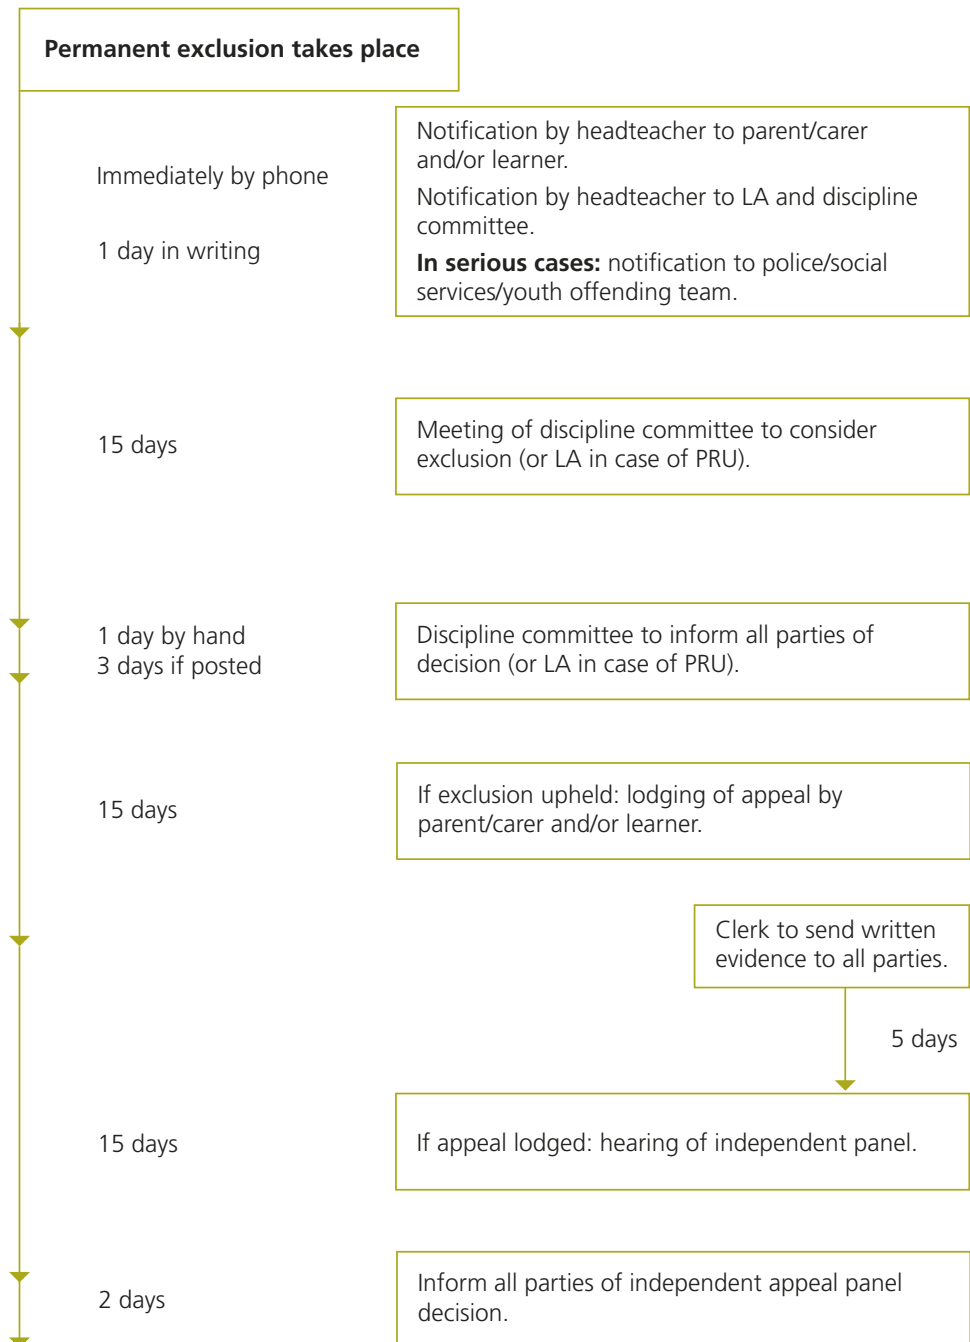 Permanent exclusion takes place
Immediately by phone
1 day in writing
Notification by headteacher to parent/carer
and/or learner.
Notification by headteacher to LA and discipline
committee.
In serious cases: notification to police/social
services/youth offending team.
15 days
Meeting of discipline committee to consider
exclusion (or LA in case of PRU).
1 day by hand
3 days if posted
Discipline committee to inform all parties of
decision (or LA in case of PRU).
15 days
If exclusion upheld: lodging of appeal by
parent/carer and/or learner.
Clerk to send written
evidence to all parties.
5 days
15 days
If appeal lodged: hearing of independent panel.
2 days
Inform all parties of independent appeal panel
decision.